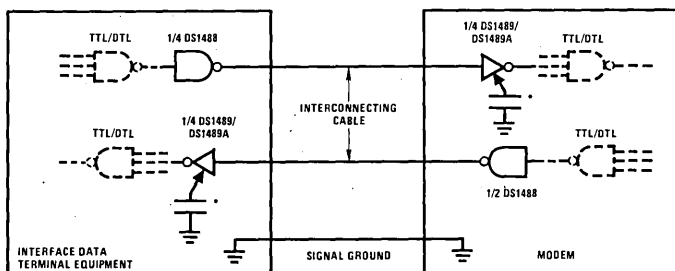 TTL/DTL
1/4 DS1488
1/4 DS1489/
DS1489A
TTL/DTL
INTERCONNECTING
CABLE
TTL/DTL
1/4 DS1489/
DS1489A
TTL/DTL
1/2 DS1488
INTERFACE DATA
TERMINAL EQUIPMENT
SIGNAL GROUND
MODEM